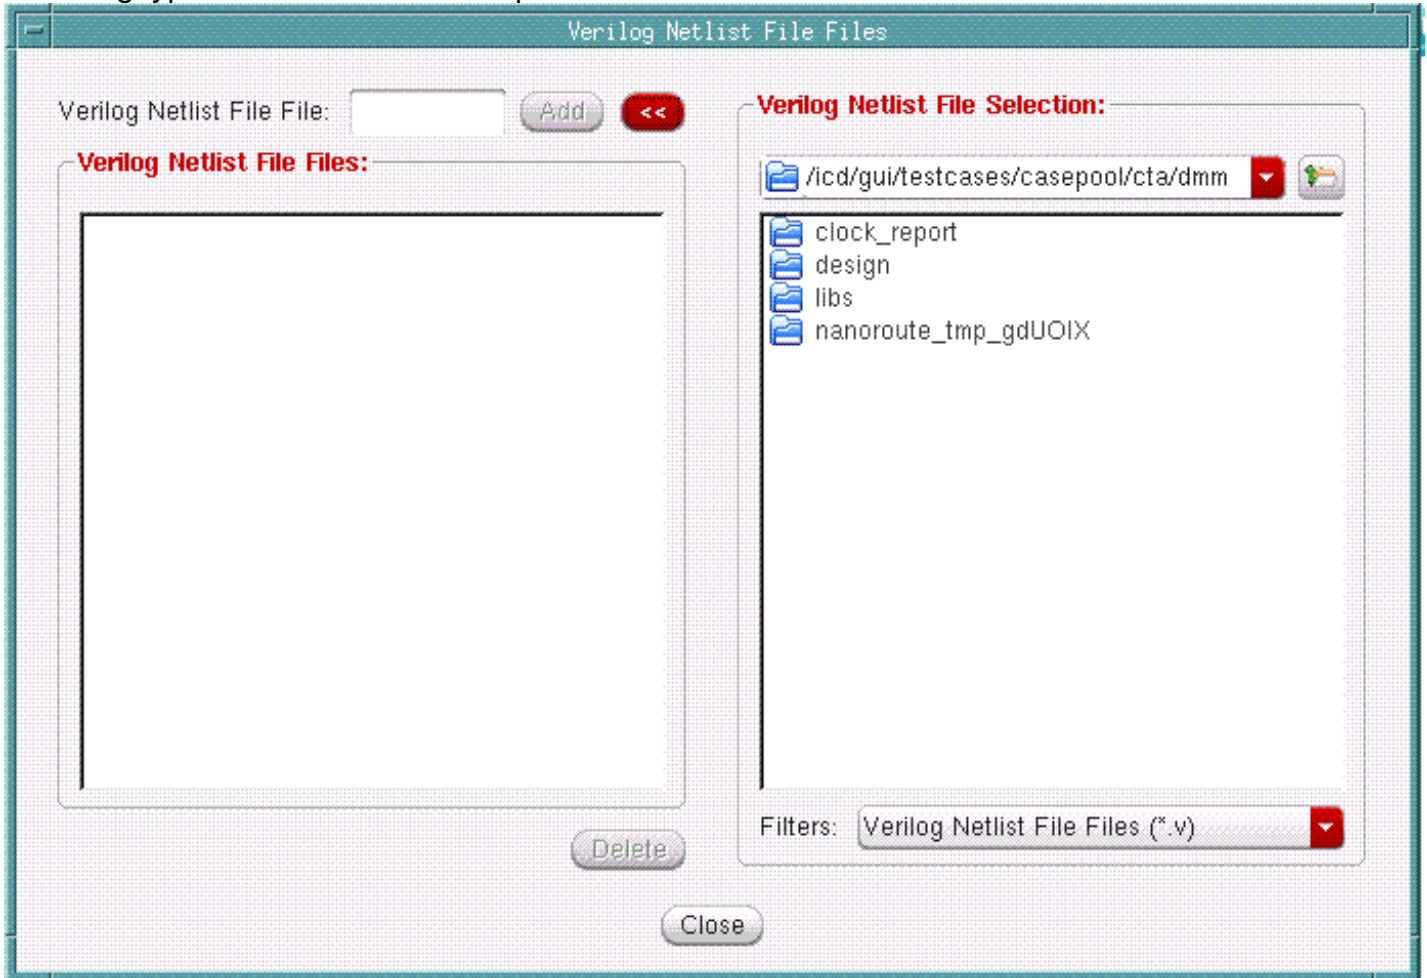 Verilog Netlist File Files
Verilog Netlist File File:
Add
<<
Verilog Netlist File Files:
Delete
Verilog Netlist File Selection:
/icd/gui/testcases/casepool/cta/dmm
clock_report
design
libs
nanoroute_tmp_gdUOIX
Filters:
Verilog Netlist File Files (*.v)
Close